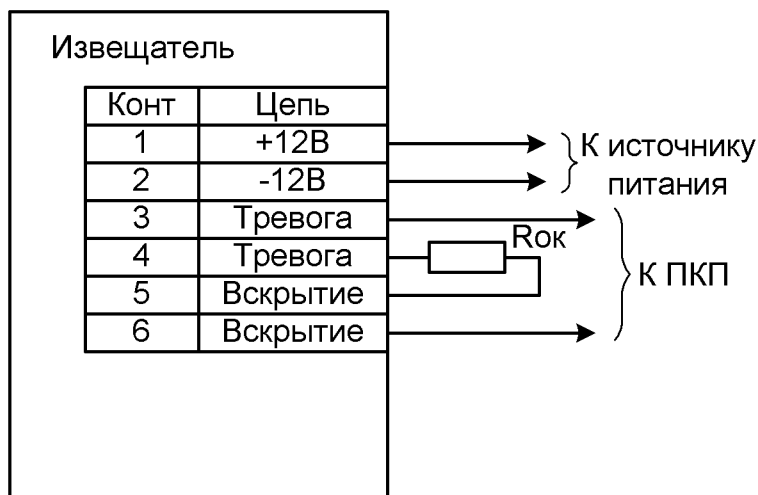 Извещатель
Конт Цепь
1 +12В
2 -12В
3 Тревога
4 Тревога
5 Вскрытие
6 Вскрытие
К источнику
питания
Rок
К ПКП